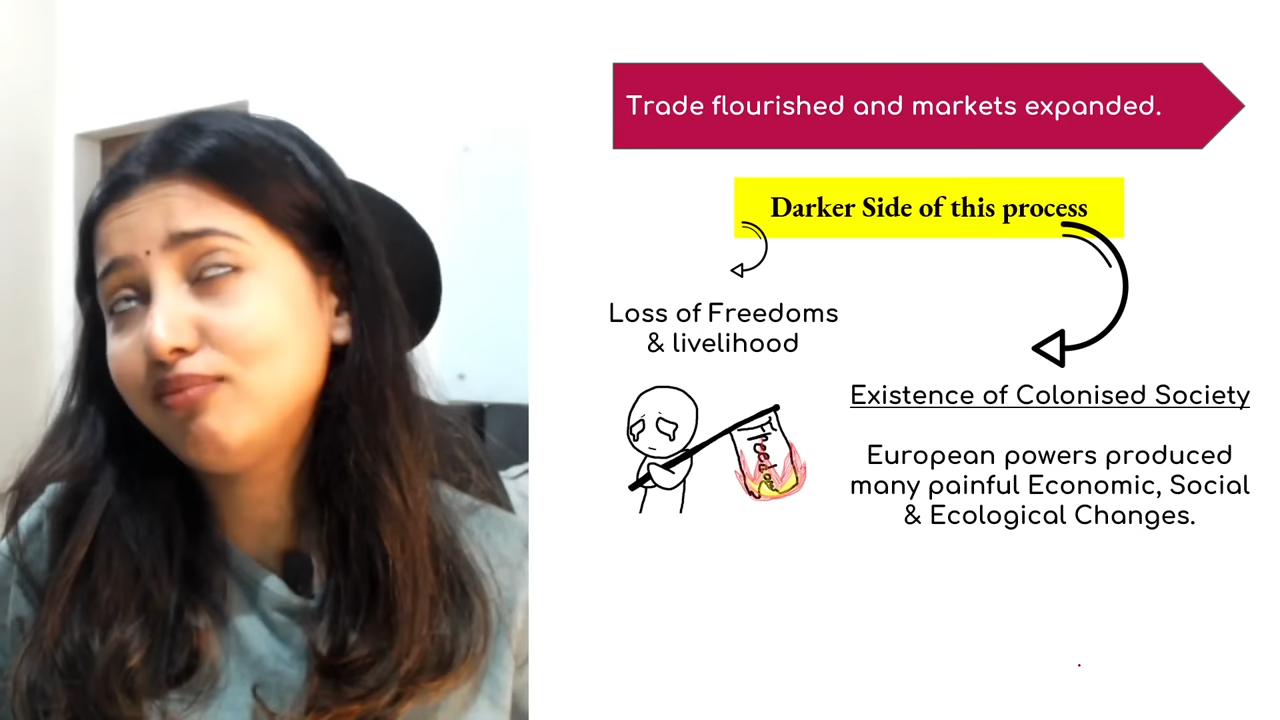 Trade flourished and markets expanded.
Darker Side of this process
Loss of Freedoms
& livelihood
Existence of Colonised Society
European powers produced
many painful Economic, Social
& Ecological Changes.
Freedom